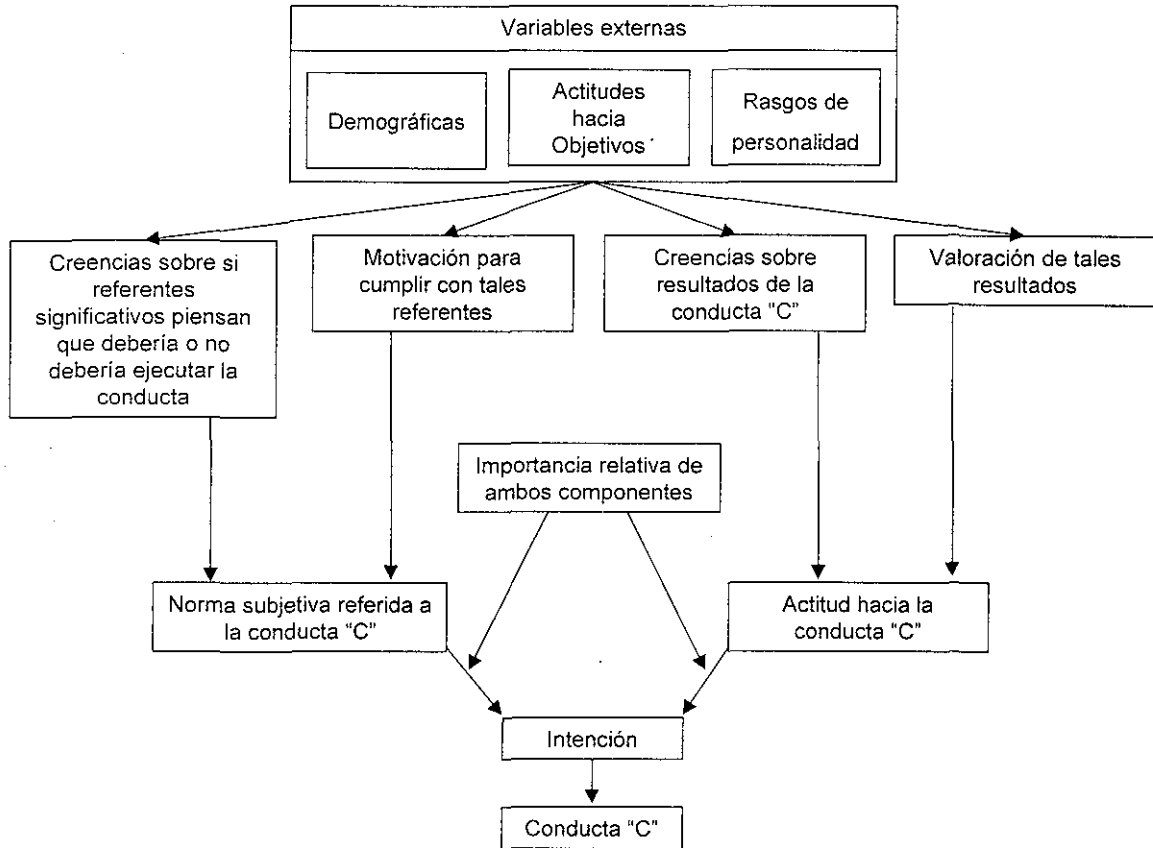 Variables externas
Demográficas
Actitudes
hacia
Objetivos
Rasgos de
personalidad
Creencias sobre si
referentes
significativos piensan
que debería o no
debería ejecutar la
conducta
Motivación para
cumplir con tales
referentes
Creencias sobre
resultados de la
conducta "C"
Valoración de tales
resultados
Importancia relativa de
ambos componentes
Norma subjetiva referida a
la conducta "C"
Actitud hacia la
conducta "C"
Intención
Conducta "C"